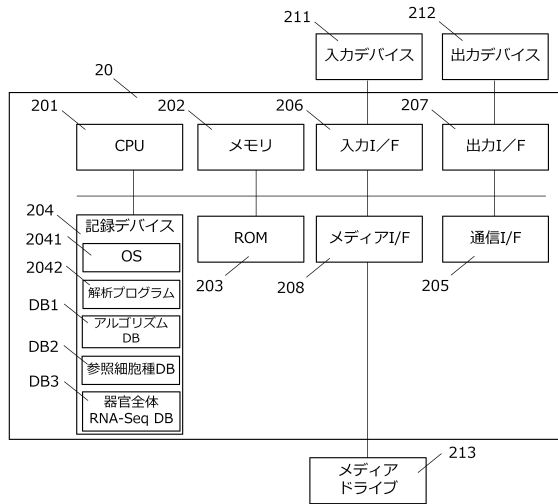 211
212
入力デバイス
出力デバイス
20
201
202
206
207
CPU
メモリ
入力I/F
出力I/F
204
記録デバイス
ROM
メディアI/F
通信I/F
2041
OS
203
208
205
2042
解析プログラム
DB1
アルゴリズム
DB
DB2
参照細胞種DB
DB3
器官全体
RNA-Seq DB
213
メディア
ドライブ